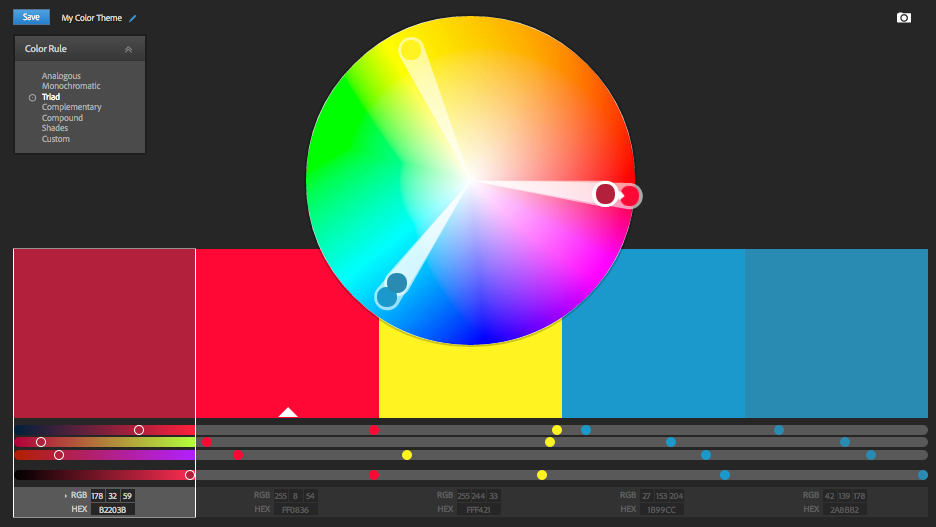 Save My Color Theme
Color Rule
Analogous
Monochromatic
Triad
Complementary
Compound
Shades
Custom
RGB 178 32 59 RGB 255 8 54 RGB 255 244 33 RGB 27 153 204 RGB 42 139 178
HEX B2203B HEX FF0836 HEX FFF421 HEX 1B99CC HEX 2A8BB2